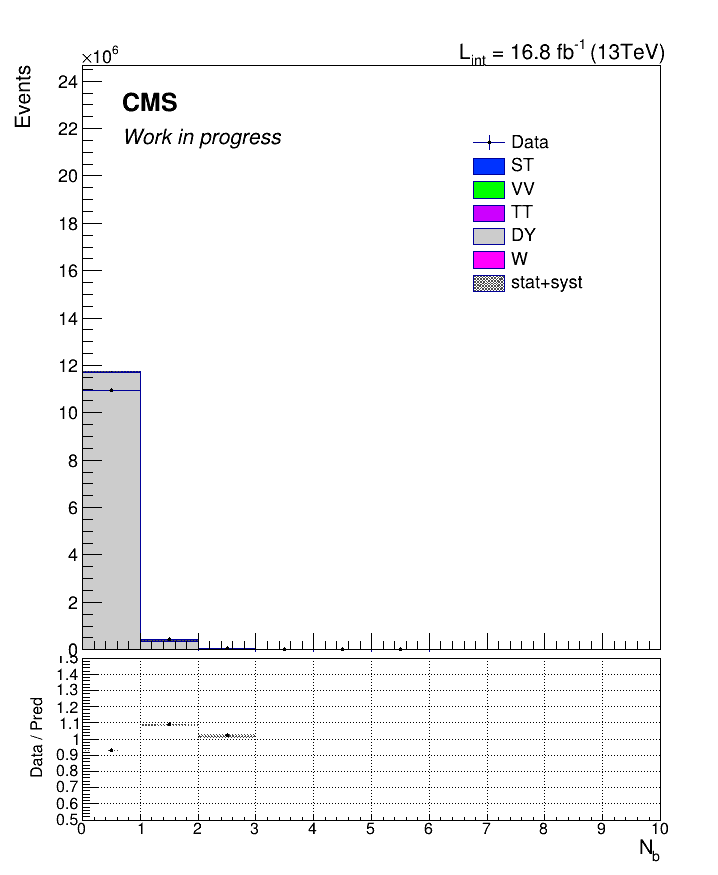 ×10⁶
L_int = 16.8 fb⁻¹ (13TeV)
Events
24
22
20
18
16
14
12
10
8
6
4
2
0
CMS
Work in progress
Data
ST
VV
TT
DY
W
stat+syst
Data / Pred
1.5
1.4
1.3
1.2
1.1
1
0.9
0.8
0.7
0.6
0.5
0 1 2 3 4 5 6 7 8 9 10
N_b